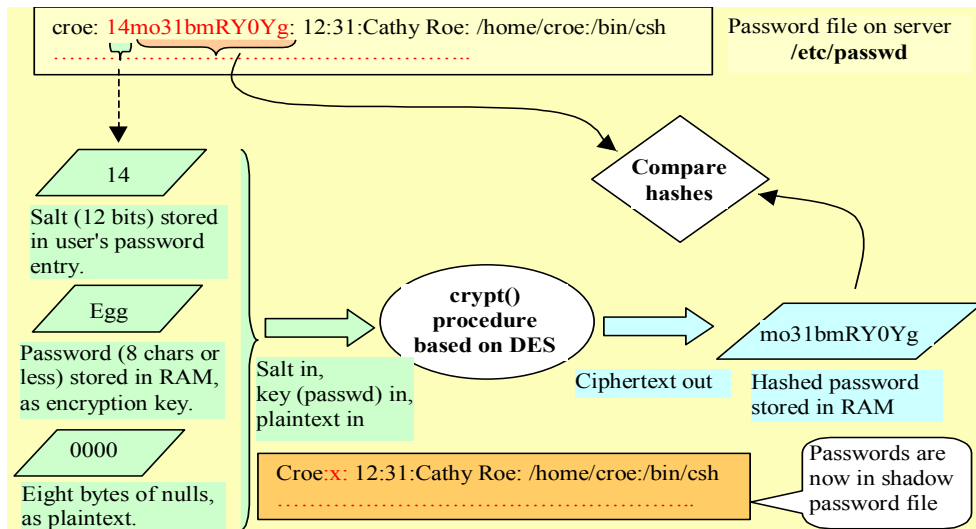 croe: 14mo31bmRY0Yg: 12:31:Cathy Roe: /home/croe:/bin/csh
Password file on server
/etc/passwd
14
Salt (12 bits) stored
in user's password
entry.
Egg
Password (8 chars or
less) stored in RAM,
as encryption key.
0000
Eight bytes of nulls,
as plaintext.
Salt in,
key (passwd) in,
plaintext in
crypt()
procedure
based on DES
Ciphertext out
Compare
hashes
mo31bmRY0Yg
Hashed password
stored in RAM
Croe:x: 12:31:Cathy Roe: /home/croe:/bin/csh
Passwords are
now in shadow
password file